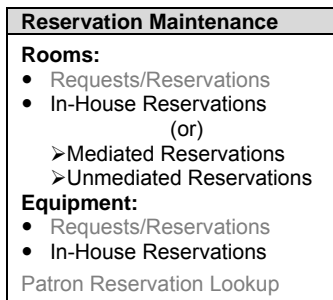 Reservation Maintenance
Rooms:
• Requests/Reservations
• In-House Reservations
(or)
➢Mediated Reservations
➢Unmediated Reservations
Equipment:
• Requests/Reservations
• In-House Reservations
Patron Reservation Lookup